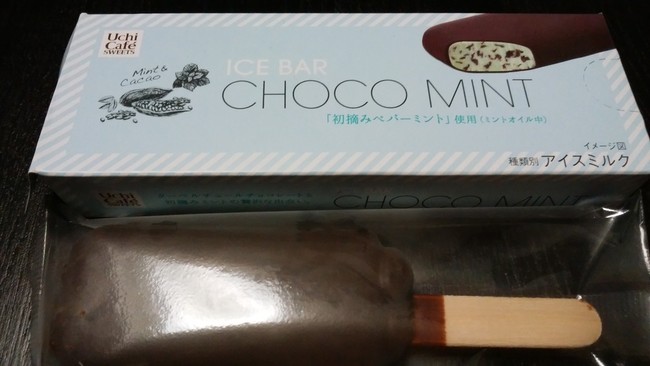 Uchi
Café
SWEETS
Mint &
Cacao
ICE BAR
CHOCO MINT
「初摘みペパーミント」使用(ミントオイル中)
イメージ図
種類別 アイスミルク
Uchi
Café
CHOCO MINT